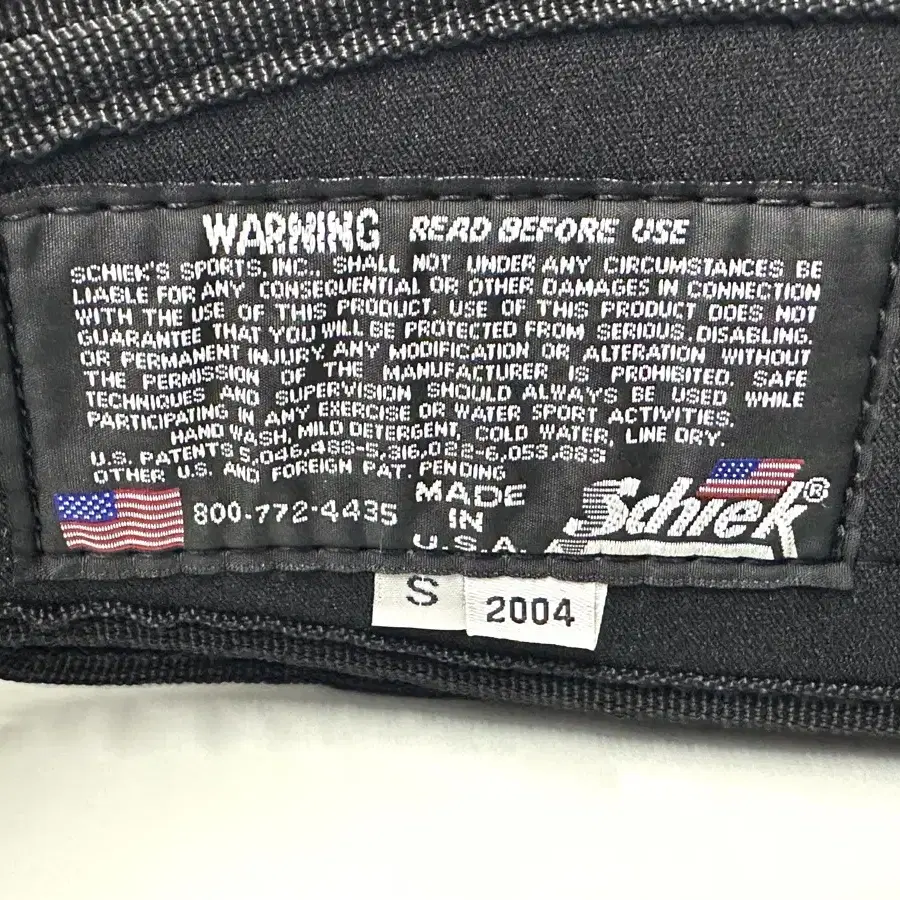 WARNING READ BEFORE USE
SCHIEK'S SPORTS, INC., SHALL NOT UNDER ANY CIRCUMSTANCES BE
LIABLE FOR ANY CONSEQUENTIAL OR OTHER DAMAGES IN CONNECTION
WITH THE USE OF THIS PRODUCT. USE OF THIS PRODUCT DOES NOT
GUARANTEE THAT YOU WILL BE PROTECTED FROM SERIOUS, DISABLING,
OR PERMANENT INJURY. ANY MODIFICATION OR ALTERATION WITHOUT
THE PERMISSION OF THE MANUFACTURER IS PROHIBITED. SAFE
TECHNIQUES AND SUPERVISION SHOULD ALWAYS BE USED WHILE
PARTICIPATING IN ANY EXERCISE OR WATER SPORT ACTIVITIES.
HAND WASH, MILD DETERGENT, COLD WATER, LINE DRY.
U.S. PATENTS 5,046,488-5,316,022-6,053,883
OTHER U.S. AND FOREIGN PAT. PENDING
800-772-4435
MADE
IN
U.S.A.
Schiek®
S
2004